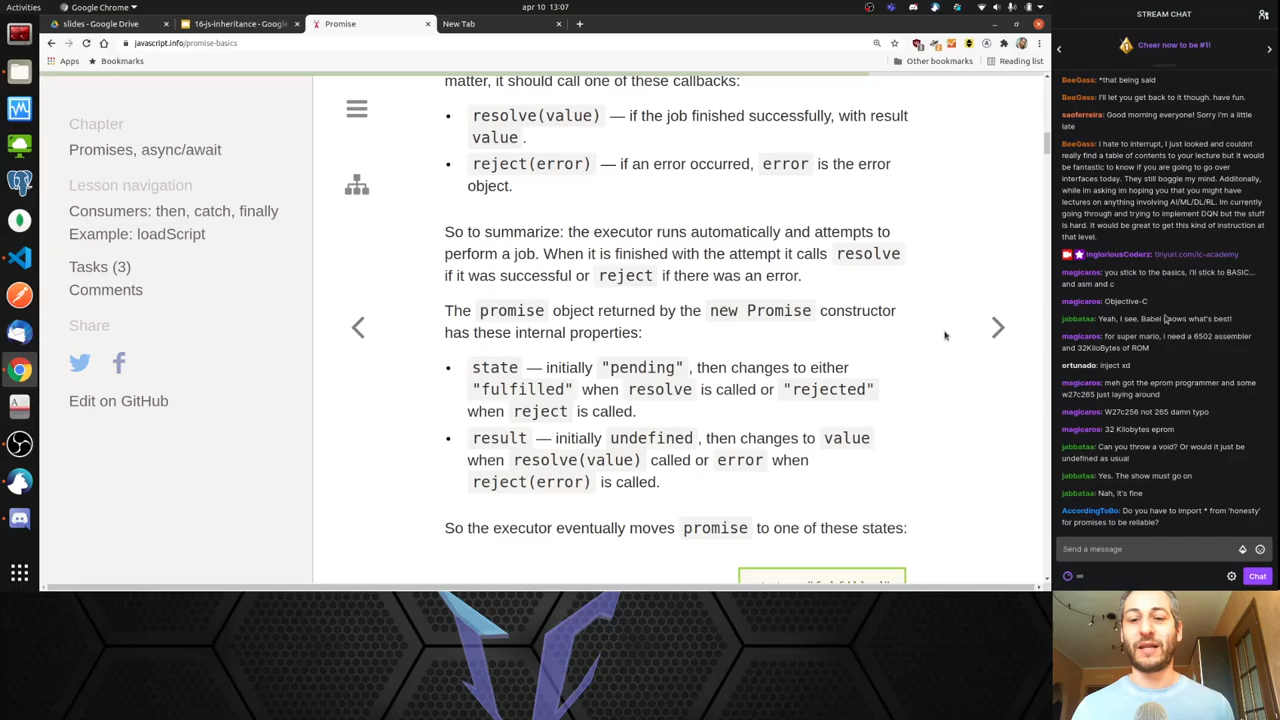 Activities
Google Chrome
apr 10 13:07
slides - Google Drive
16-js-inheritance - Google
Promise
New Tab
javascript.info/promise-basics
Apps
Bookmarks
Other bookmarks
Reading list
Chapter
Promises, async/await
Lesson navigation
Consumers: then, catch, finally
Example: loadScript
Tasks (3)
Comments
Share
Edit on GitHub
matter, it should call one of these callbacks:
• resolve(value) — if the job finished successfully, with result
value.
• reject(error) — if an error occurred, error is the error
object.
So to summarize: the executor runs automatically and attempts to
perform a job. When it is finished with the attempt it calls resolve
if it was successful or reject if there was an error.
The promise object returned by the new Promise constructor
has these internal properties:
• state — initially "pending", then changes to either
"fulfilled" when resolve is called or "rejected"
when reject is called.
• result — initially undefined, then changes to value
when resolve(value) called or error when
reject(error) is called.
So the executor eventually moves promise to one of these states:
STREAM CHAT
Cheer now to be #1!
BeeGass: *that being said
BeeGass: I'll let you get back to it though. have fun.
saoferreira: Good morning everyone! Sorry i'm a little
late
BeeGass: I hate to interrupt, I just looked and couldnt
really find a table of contents to your lecture but it would
be fantastic to know if you are going to go over
interfaces today. They still boggle my mind. Additonally,
while im asking im hoping you that you might have
lectures on anything involving AI/ML/DL/RL. Im currently
going through and trying to implement DQN but the stuff
is hard. It would be great to get this kind of instruction at
that level.
IngloriousCoderz: tinyurl.com/ic-academy
magicaros: you stick to the basics, i'll stick to BASIC...
and asm and c
magicaros: Objective-C
jabbataa: Yeah, I see. Babel knows what's best!
magicaros: for super mario, i need a 6502 assembler
and 32KiloBytes of ROM
ortunado: inject xd
magicaros: meh got the eprom programmer and some
w27c265 just laying around
magicaros: W27c256 not 265 damn typo
magicaros: 32 Kilobytes eprom
jabbataa: Can you throw a void? Or would it just be
undefined as usual
jabbataa: Yes. The show must go on
jabbataa: Nah, it's fine
AccordingToBo: Do you have to import * from 'honesty'
for promises to be reliable?
Send a message
∞
Chat